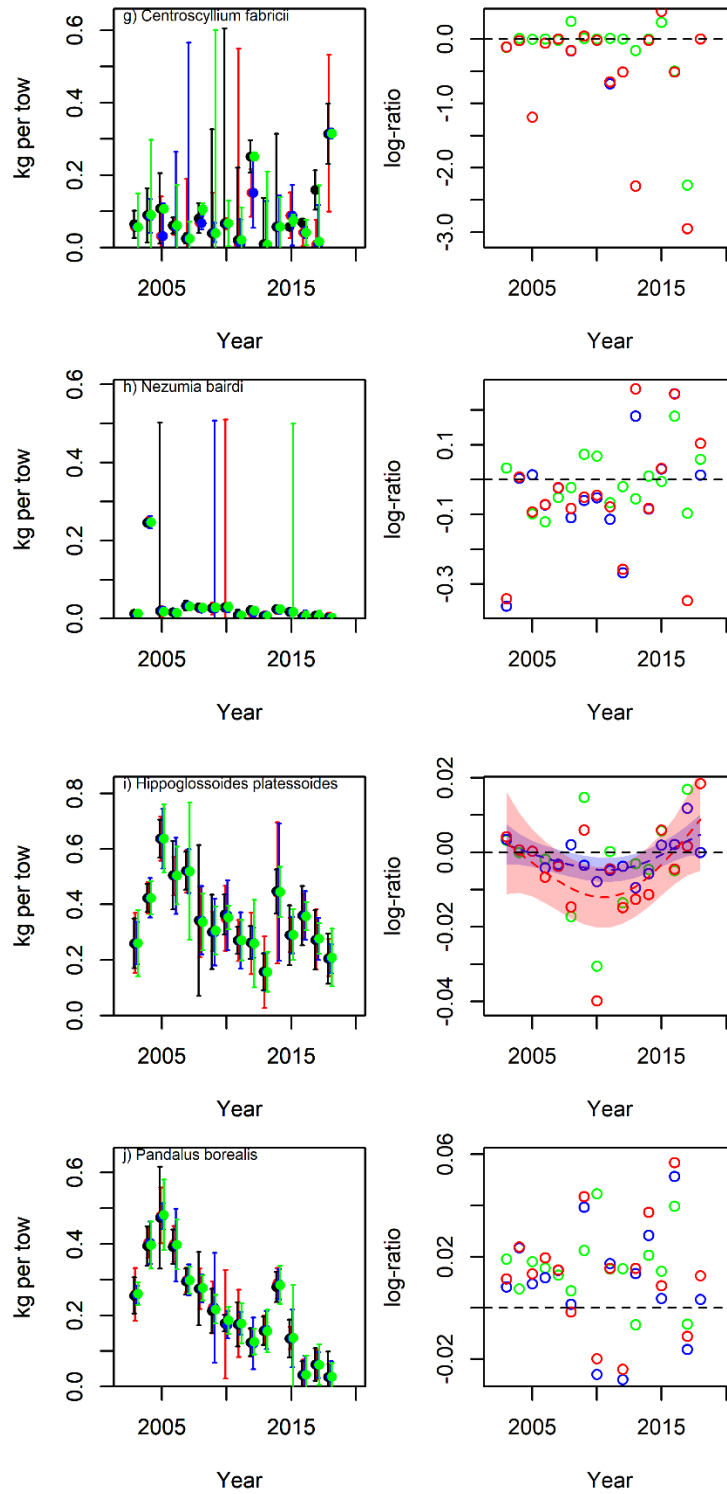 g) Centroscyllium fabricii
kg per tow
0.0 0.2 0.4 0.6
2005 2015
Year
log-ratio
-3.0 -2.0 -1.0 0.0
2005 2015
Year
h) Nezumia bairdi
kg per tow
0.0 0.2 0.4 0.6
2005 2015
Year
log-ratio
-0.3 -0.1 0.1
2005 2015
Year
i) Hippoglossoides platessoides
kg per tow
0.0 0.2 0.4 0.6 0.8
2005 2015
Year
log-ratio
-0.04 -0.02 0.00 0.02
2005 2015
Year
j) Pandalus borealis
kg per tow
0.0 0.2 0.4 0.6
2005 2015
Year
log-ratio
-0.02 0.02 0.06
2005 2015
Year